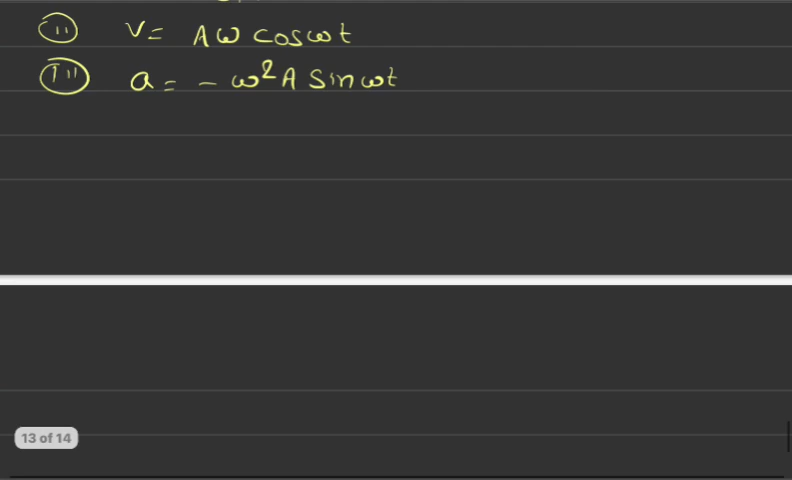 (ii) v = Aω cosωt
(iii) a = - ω²A Sinωt
13 of 14